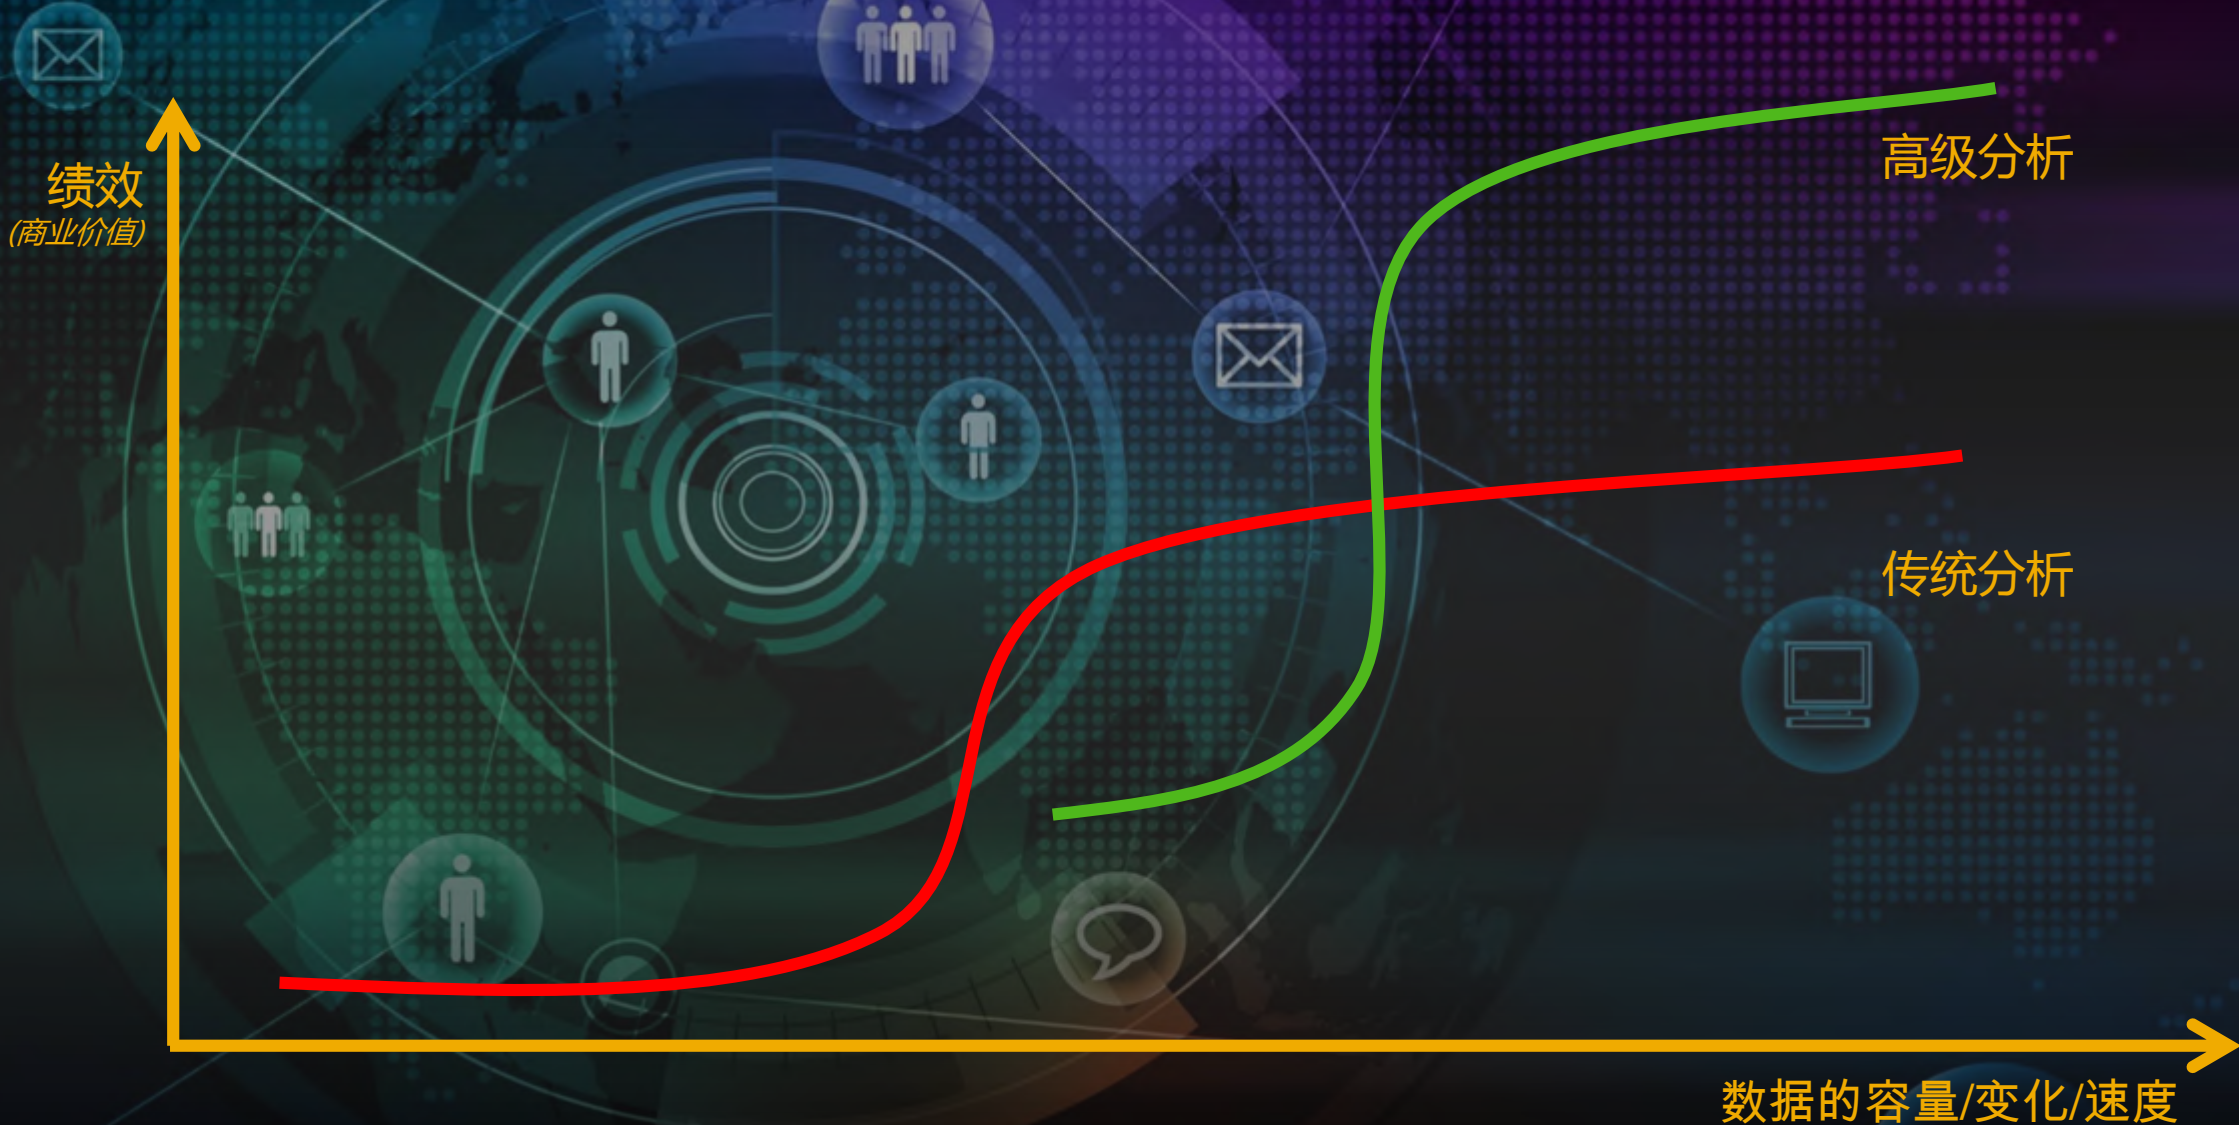 高级分析
绩效
(商业价值)
传统分析
数据的容量/变化/速度